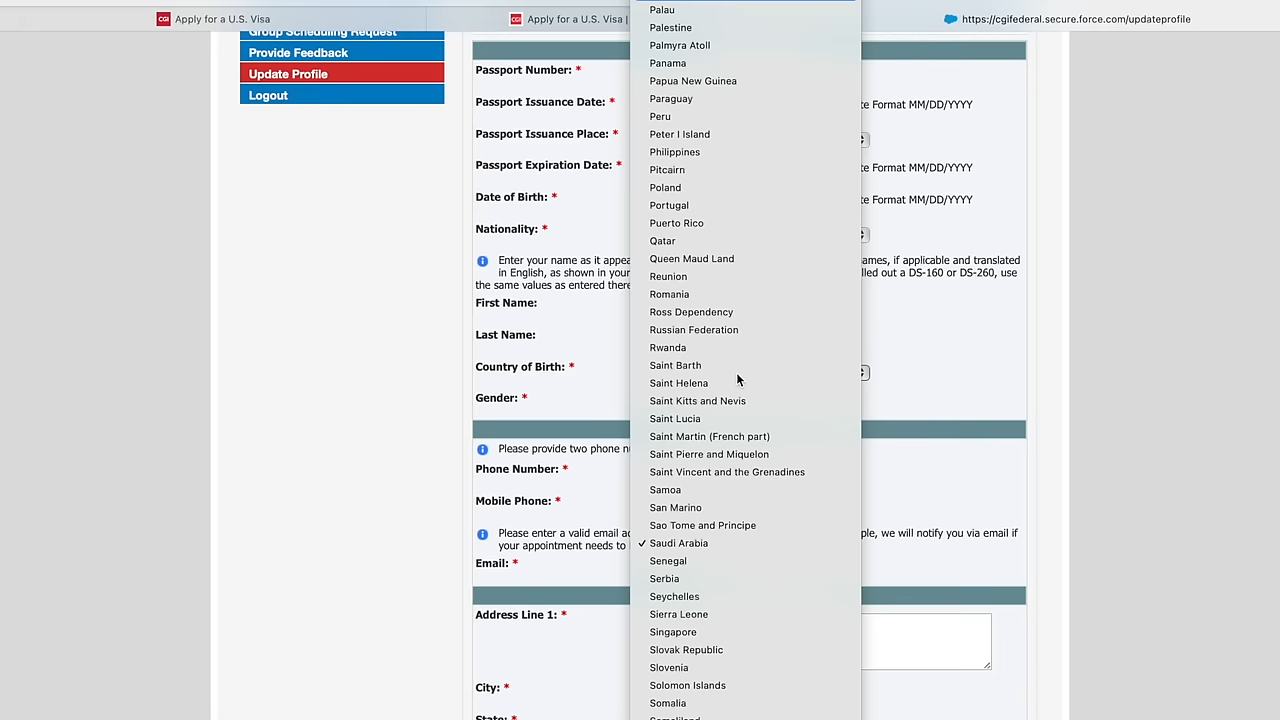 Apply for a U.S. Visa
Apply for a U.S. Visa |
https://cgifederal.secure.force.com/updateprofile
Group Scheduling Request
Provide Feedback
Update Profile
Logout
Passport Number: *
Passport Issuance Date: *
te Format MM/DD/YYYY
Passport Issuance Place: *
Passport Expiration Date: *
te Format MM/DD/YYYY
Date of Birth: *
te Format MM/DD/YYYY
Nationality: *
Enter your name as it appea
ames, if applicable and translated
in English, as shown in your
lled out a DS-160 or DS-260, use
the same values as entered there
First Name:
Last Name:
Country of Birth: *
Gender: *
Please provide two phone nu
Phone Number: *
Mobile Phone: *
Please enter a valid email ad
ple, we will notify you via email if
your appointment needs to
Email: *
Address Line 1: *
City: *
State: *
Palau
Palestine
Palmyra Atoll
Panama
Papua New Guinea
Paraguay
Peru
Peter I Island
Philippines
Pitcairn
Poland
Portugal
Puerto Rico
Qatar
Queen Maud Land
Reunion
Romania
Ross Dependency
Russian Federation
Rwanda
Saint Barth
Saint Helena
Saint Kitts and Nevis
Saint Lucia
Saint Martin (French part)
Saint Pierre and Miquelon
Saint Vincent and the Grenadines
Samoa
San Marino
Sao Tome and Principe
✓ Saudi Arabia
Senegal
Serbia
Seychelles
Sierra Leone
Singapore
Slovak Republic
Slovenia
Solomon Islands
Somalia
Somaliland